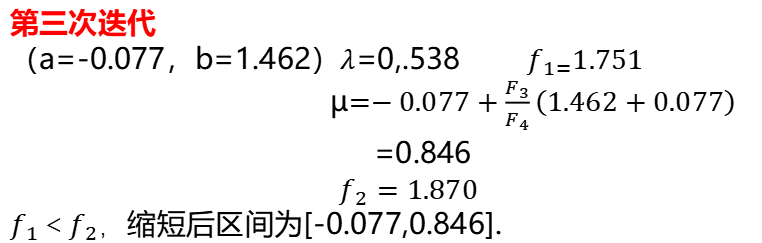 第三次迭代
（a=-0.077，b=1.462）λ=0,.538 f₁₌1.751
μ=− 0.077 + F₃/F₄ (1.462 + 0.077)
=0.846
f₂ = 1.870
f₁ < f₂，缩短后区间为[-0.077,0.846].